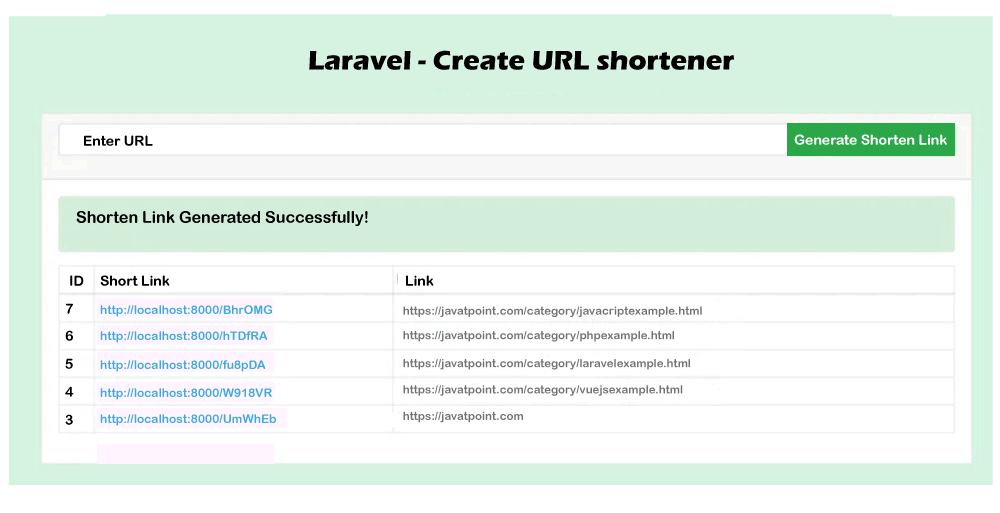 Laravel - Create URL shortener
Enter URL
Generate Shorten Link
Shorten Link Generated Successfully!
ID Short Link Link
7 http://localhost:8000/BhrOMG https://javatpoint.com/category/javacriptexample.html
6 http://localhost:8000/hTDfRA https://javatpoint.com/category/phpexample.html
5 http://localhost:8000/fu8pDA https://javatpoint.com/category/laravelexample.html
4 http://localhost:8000/W918VR https://javatpoint.com/category/vuejsexample.html
3 http://localhost:8000/UmWhEb https://javatpoint.com